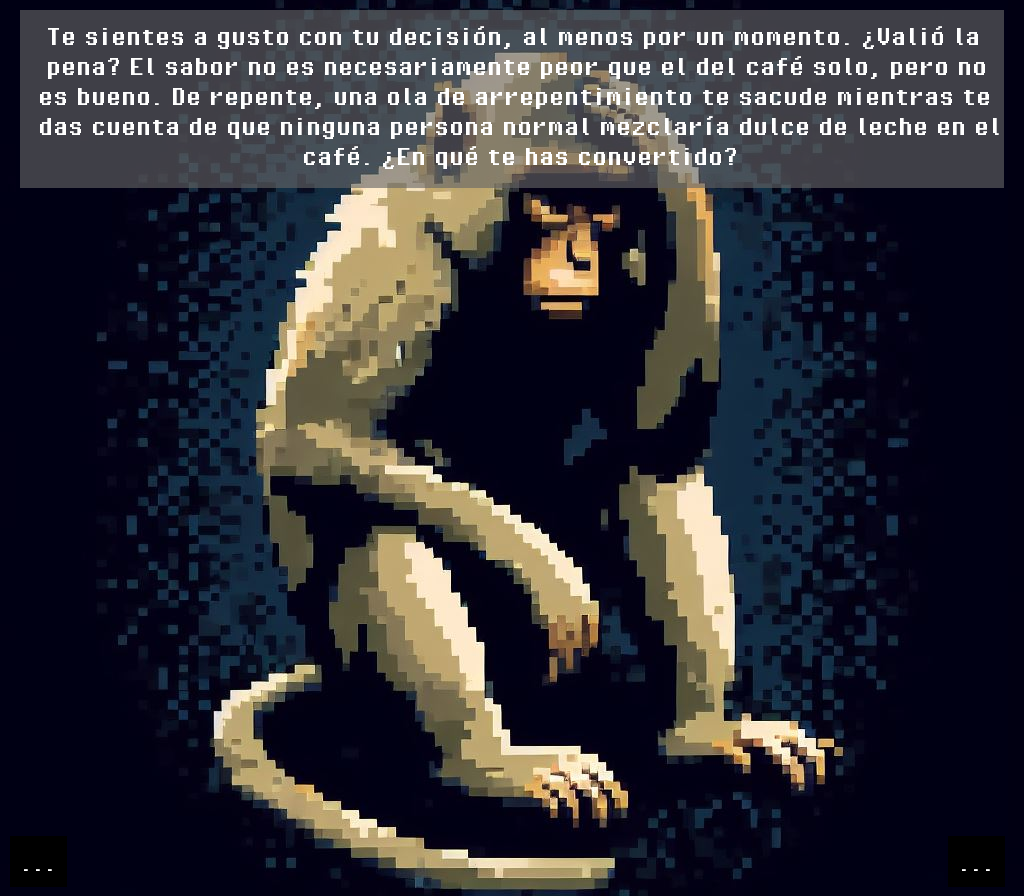 Te sientes a gusto con tu decisión, al menos por un momento. ¿Valió la
pena? El sabor no es necesariamente peor que el del café solo, pero no
es bueno. De repente, una ola de arrepentimiento te sacude mientras te
das cuenta de que ninguna persona normal mezclaría dulce de leche en el
café. ¿En qué te has convertido?
... ...